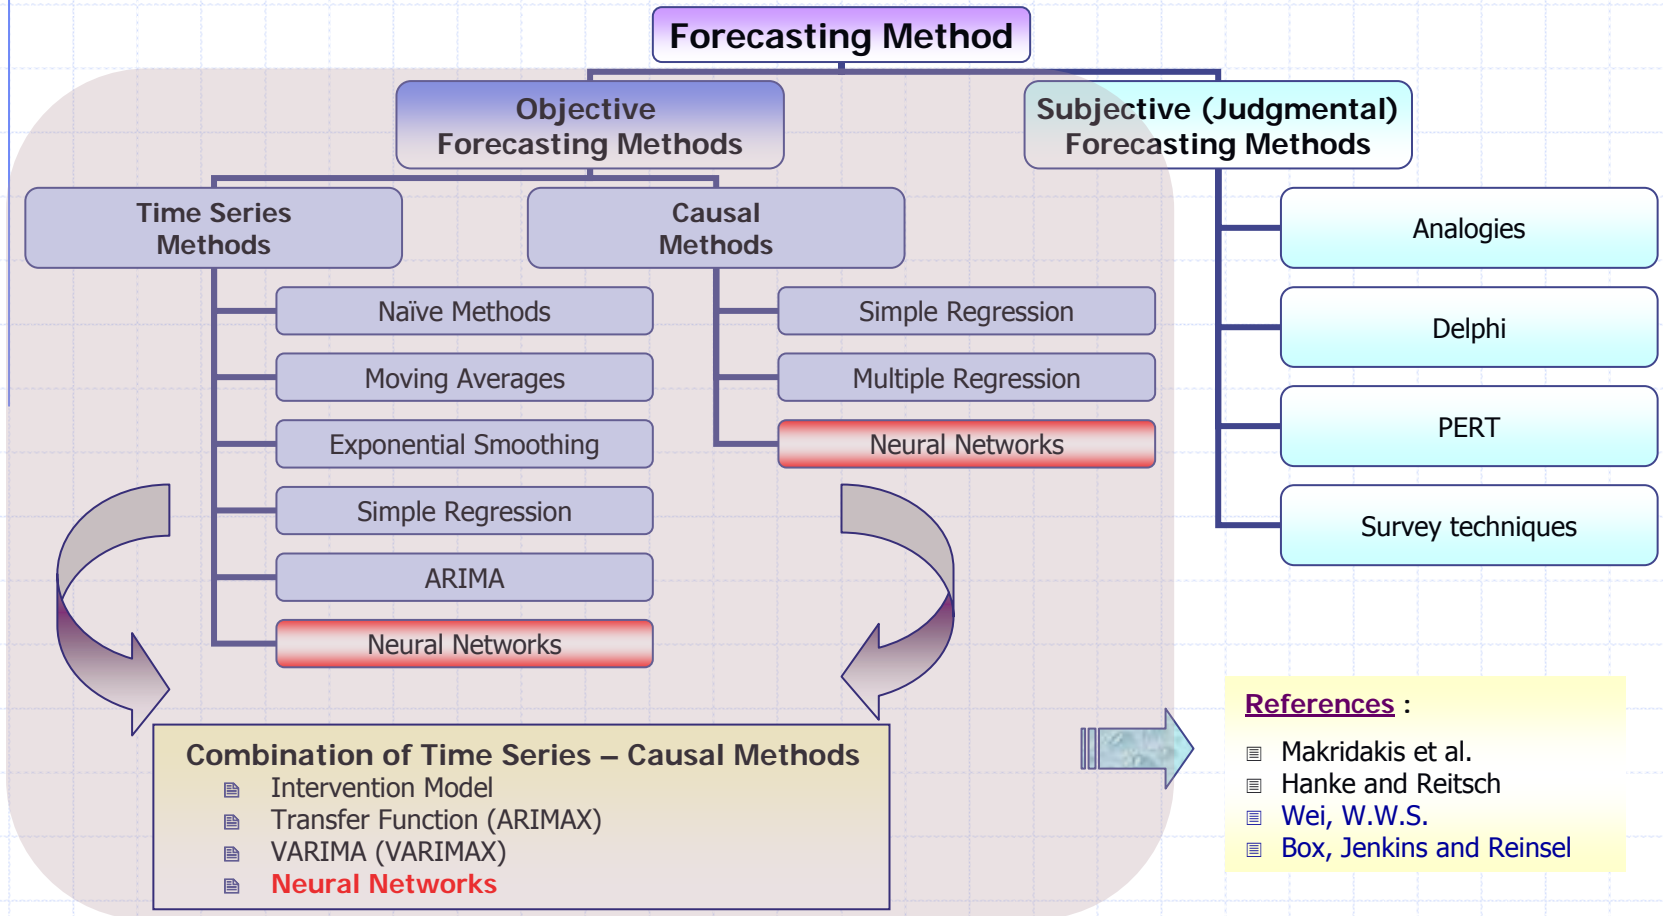 Forecasting Method
Objective
Forecasting Methods
Subjective (Judgmental)
Forecasting Methods
Time Series
Methods
Causal
Methods
Naïve Methods
Moving Averages
Exponential Smoothing
Simple Regression
ARIMA
Neural Networks
Simple Regression
Multiple Regression
Neural Networks
Analogies
Delphi
PERT
Survey techniques
Combination of Time Series – Causal Methods
Intervention Model
Transfer Function (ARIMAX)
VARIMA (VARIMAX)
Neural Networks
References :
Makridakis et al.
Hanke and Reitsch
Wei, W.W.S.
Box, Jenkins and Reinsel